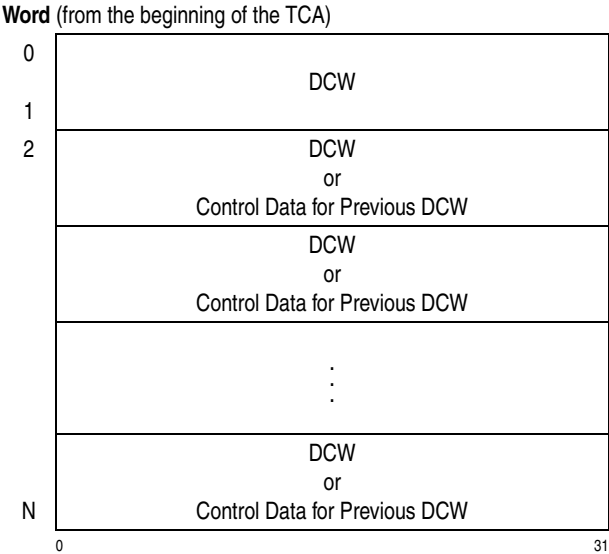 Word (from the beginning of the TCA)
0
DCW
1
2
DCW
or
Control Data for Previous DCW
DCW
or
Control Data for Previous DCW
.
.
.
DCW
or
N
Control Data for Previous DCW
0
31